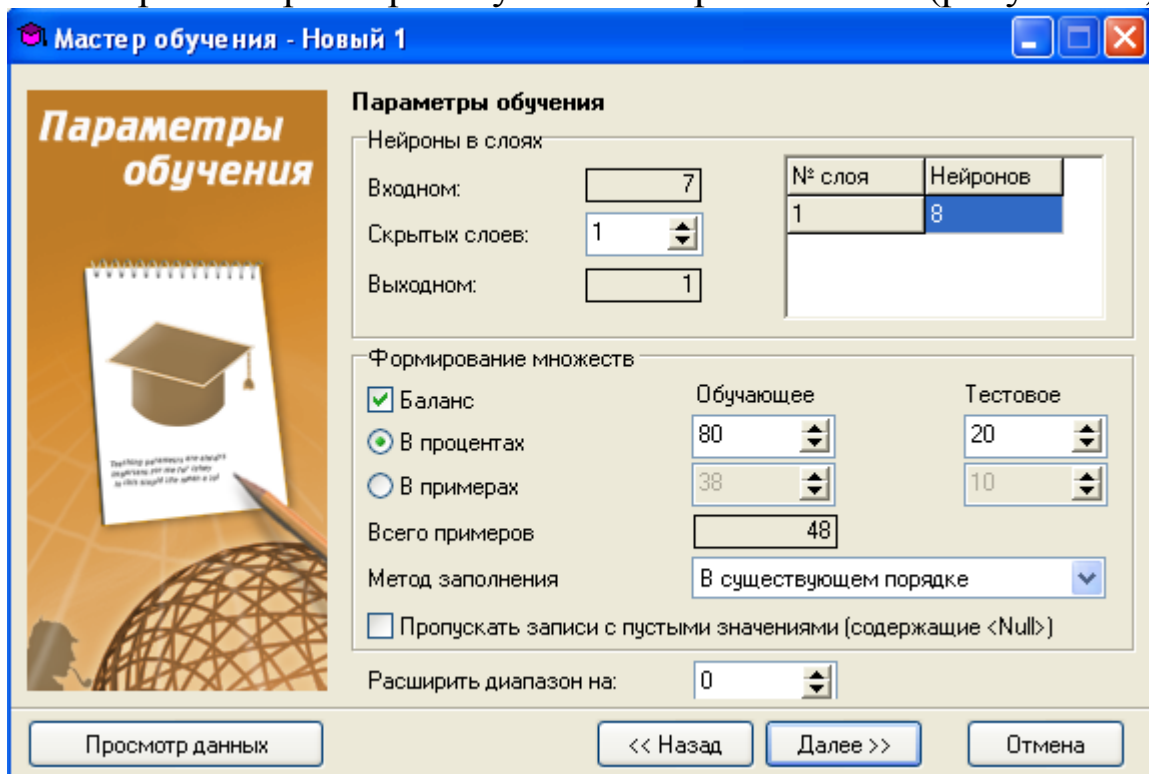 Мастер обучения - Новый 1
Параметры
обучения
Параметры обучения
Нейроны в слоях
Входном: 7
№ слоя Нейронов
1 8
Скрытых слоев: 1
Выходном: 1
Формирование множеств
Баланс Обучающее Тестовое
В процентах 80 20
В примерах 38 10
Всего примеров 48
Метод заполнения В существующем порядке
Пропускать записи с пустыми значениями (содержащие <Null>)
Расширить диапазон на: 0
Просмотр данных << Назад Далее >> Отмена